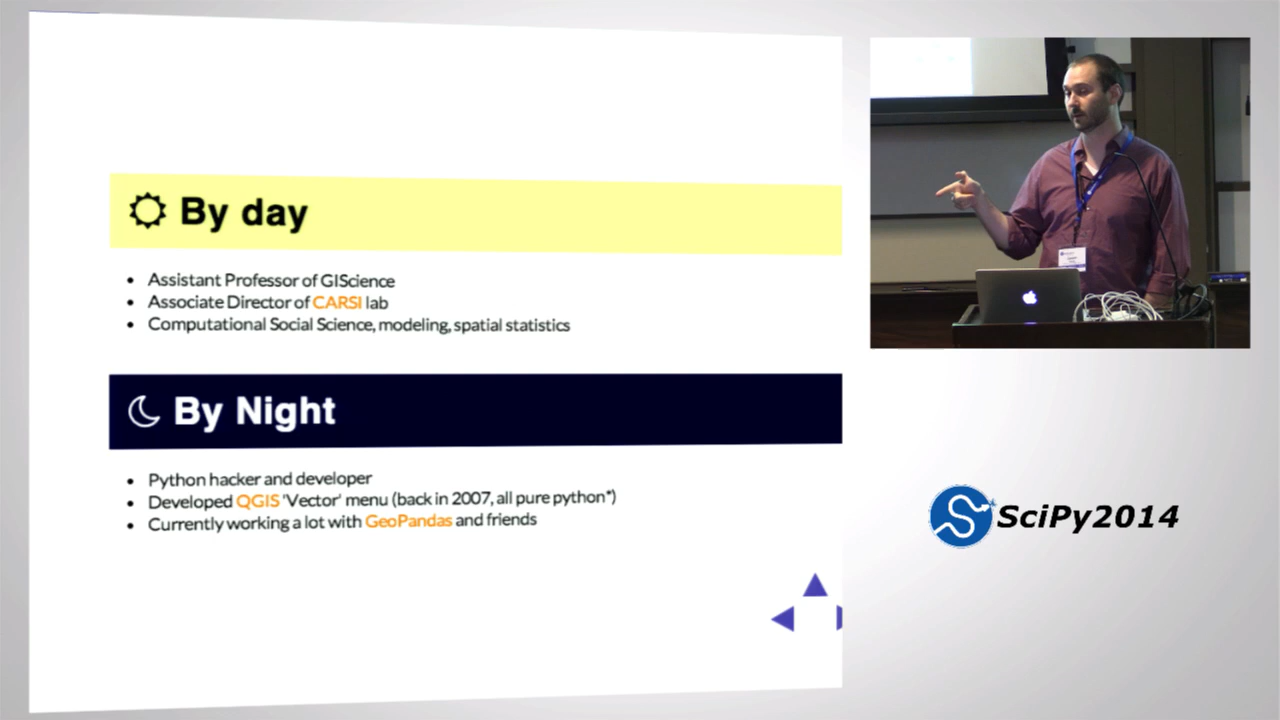 By day
Assistant Professor of GIScience
Associate Director of CARSI lab
Computational Social Science, modeling, spatial statistics
By Night
Python hacker and developer
Developed QGIS 'Vector' menu (back in 2007, all pure python*)
Currently working a lot with GeoPandas and friends
SciPy2014